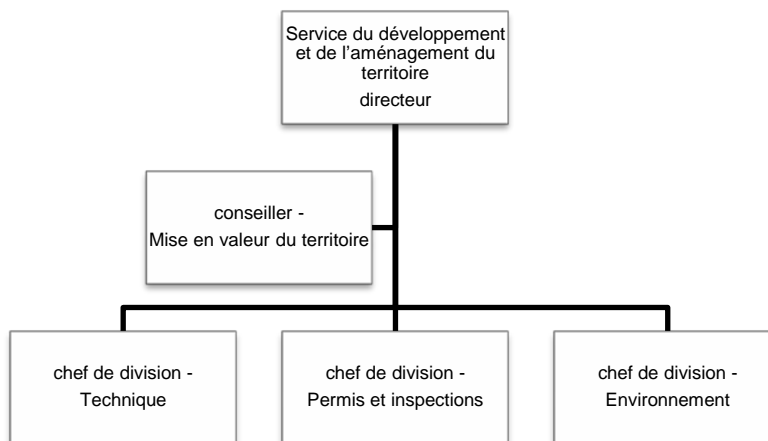 Service du développement
et de l’aménagement du
territoire
directeur
conseiller -
Mise en valeur du territoire
chef de division -
Technique
chef de division -
Permis et inspections
chef de division -
Environnement